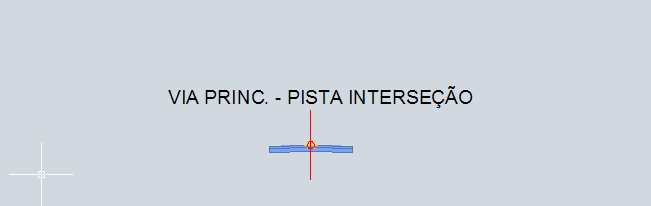 VIA PRINC. - PISTA INTERSEÇÃO